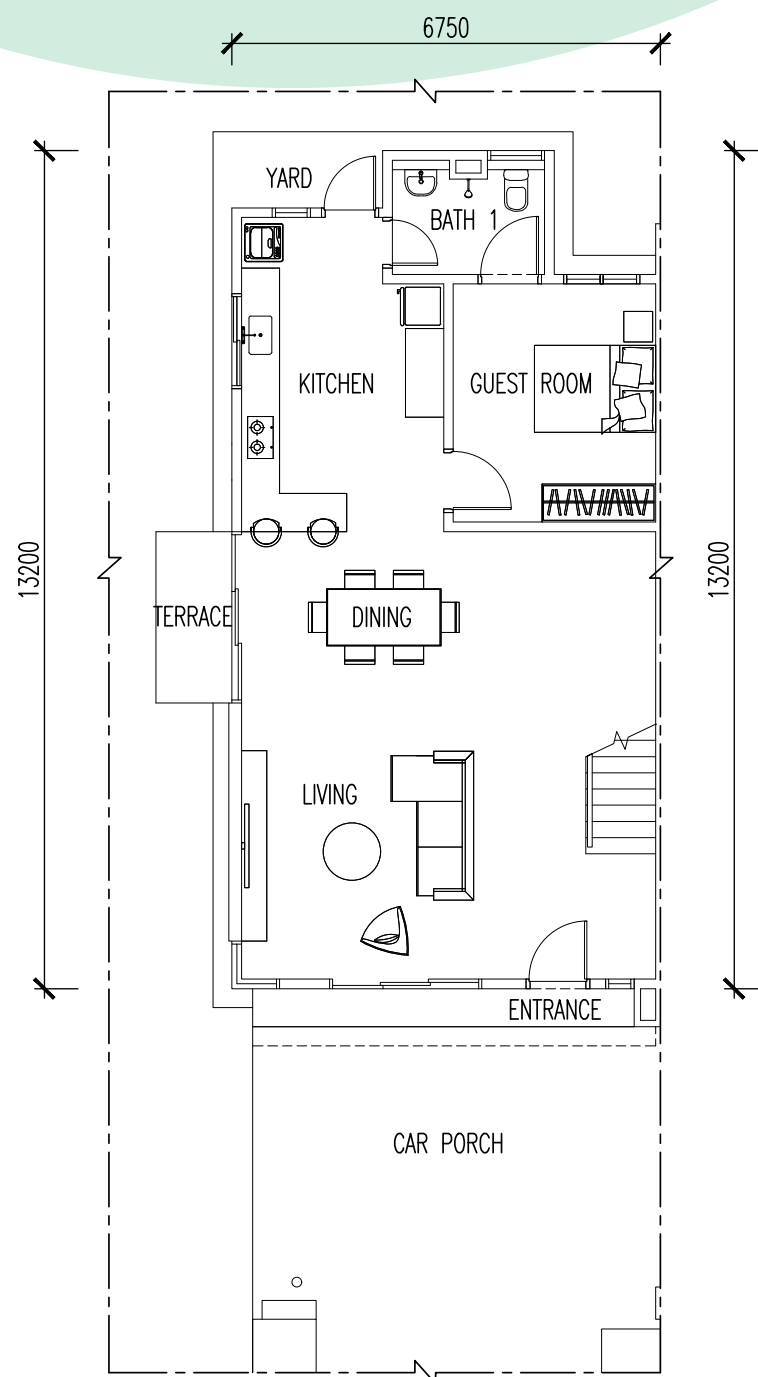 6750
YARD
BATH 1
KITCHEN
GUEST ROOM
13200
13200
TERRACE
DINING
LIVING
ENTRANCE
CAR PORCH